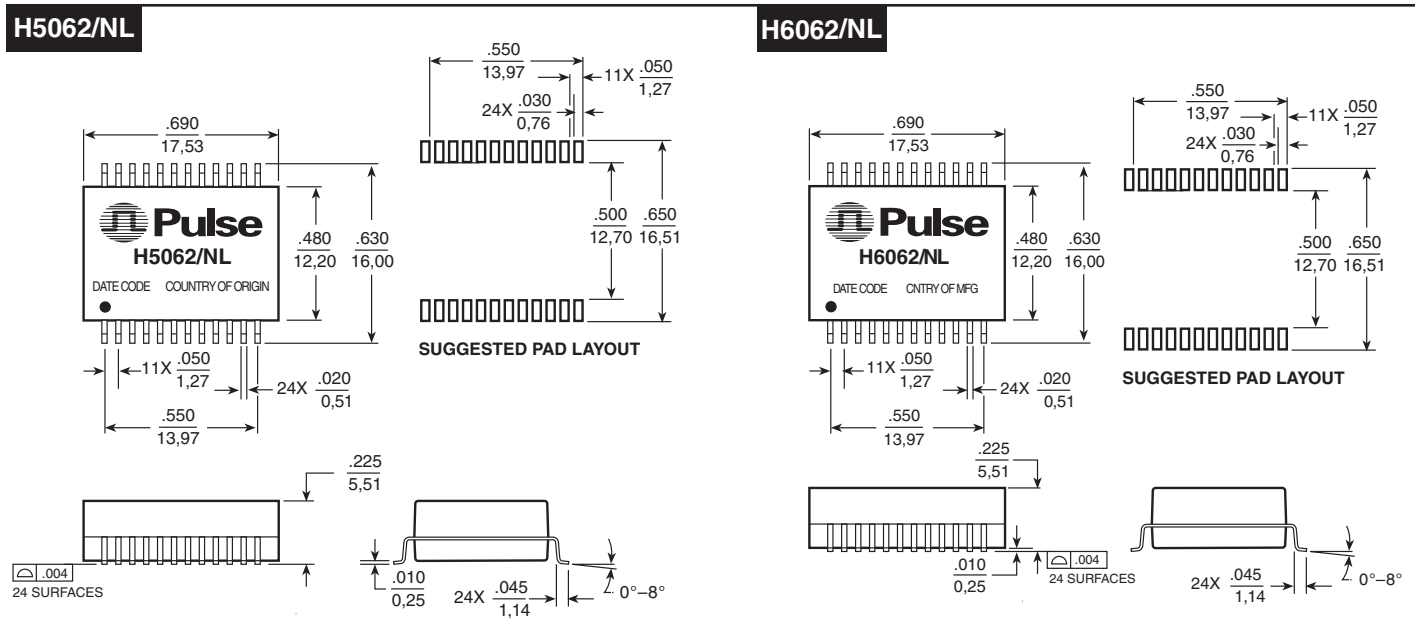 H5062/NL
.550
13,97
11X .050
1,27
24X .030
0,76
.690
17,53
Pulse
H5062/NL
DATE CODE COUNTRY OF ORIGIN
.480
12,20
.630
16,00
.500
12,70
.650
16,51
SUGGESTED PAD LAYOUT
11X .050
1,27
24X .020
0,51
.550
13,97
.225
5,51
.004
24 SURFACES
.010
0,25
24X .045
1,14
0°–8°
H6062/NL
.550
13,97
11X .050
1,27
24X .030
0,76
.690
17,53
Pulse
H6062/NL
DATE CODE CNTRY OF MFG
.480
12,20
.630
16,00
.500
12,70
.650
16,51
SUGGESTED PAD LAYOUT
11X .050
1,27
24X .020
0,51
.550
13,97
.225
5,51
.010
0,25
.004
24 SURFACES
24X .045
1,14
0°–8°